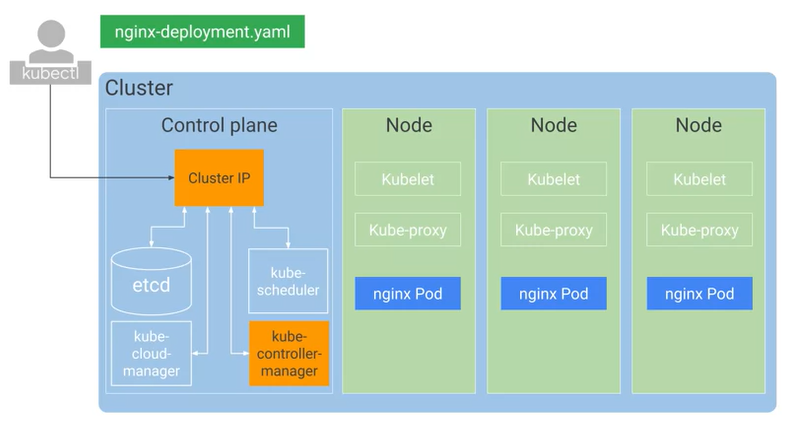 nginx-deployment.yaml
kubectl
Cluster
Control plane
Cluster IP
etcd
kube-
scheduler
kube-
cloud-
manager
kube-
controller-
manager
Node
Kubelet
Kube-proxy
nginx Pod
Node
Kubelet
Kube-proxy
nginx Pod
Node
Kubelet
Kube-proxy
nginx Pod